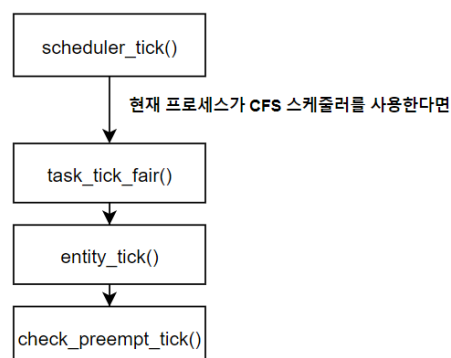 scheduler_tick()
현재 프로세스가 CFS 스케줄러를 사용한다면
task_tick_fair()
entity_tick()
check_preempt_tick()